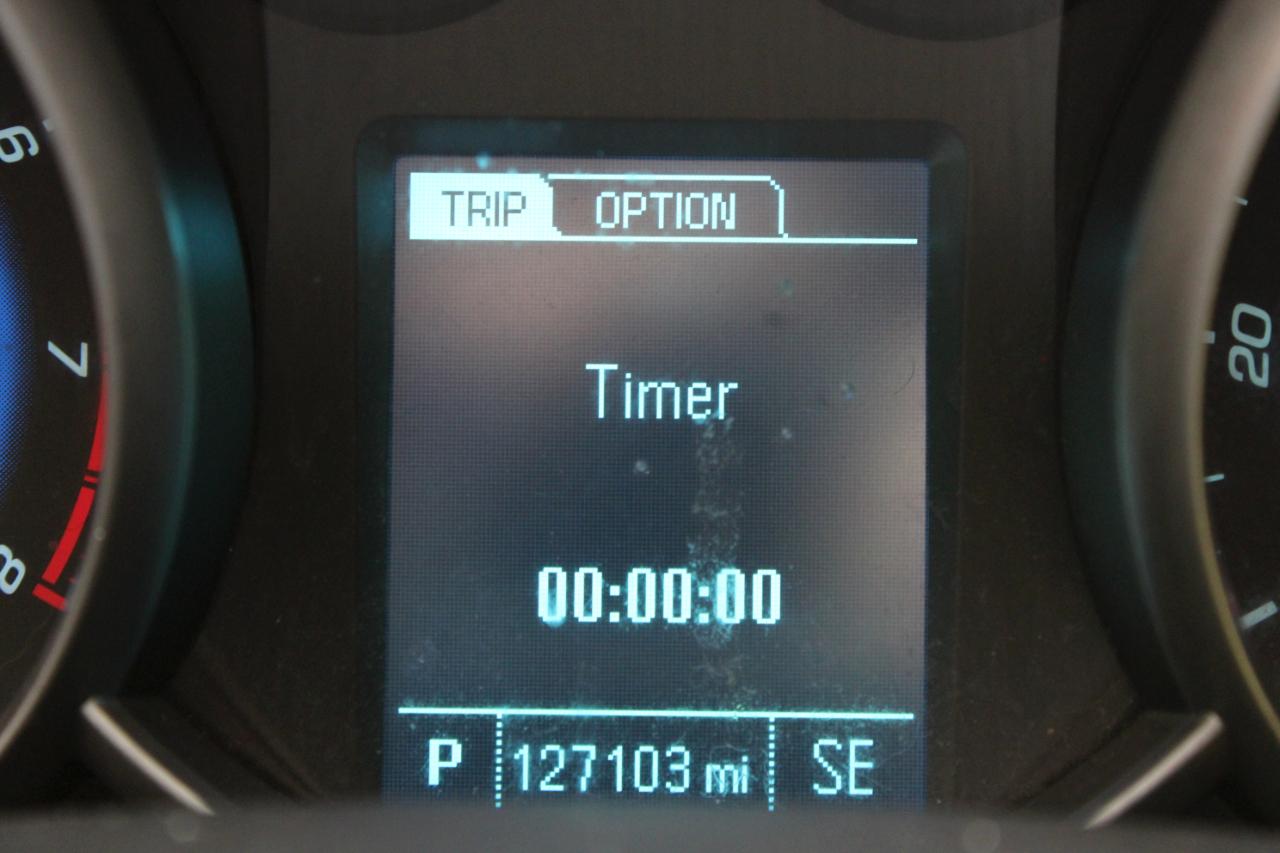 TRIP OPTION
Timer
00:00:00
P 127103 mi SE
6
7
8
20